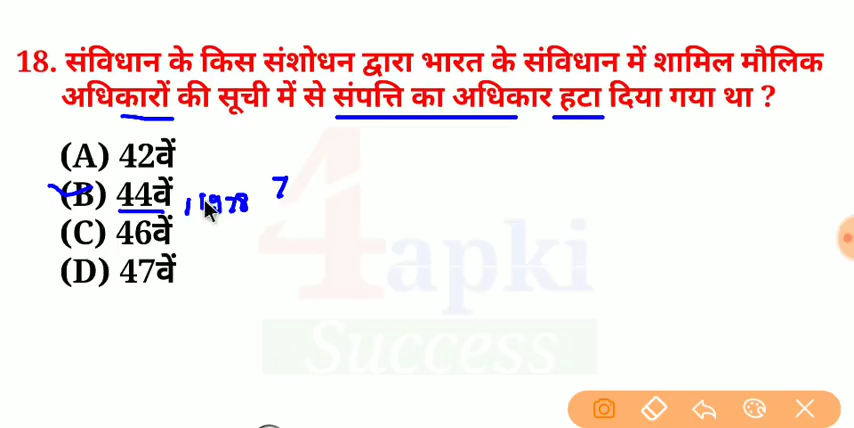 18. संविधान के किस संशोधन द्वारा भारत के संविधान में शामिल मौलिक
अधिकारों की सूची में से संपत्ति का अधिकार हटा दिया गया था ?
(A) 42वें
(B) 44वें 1978 7
(C) 46वें
(D) 47वें
4apki
Success